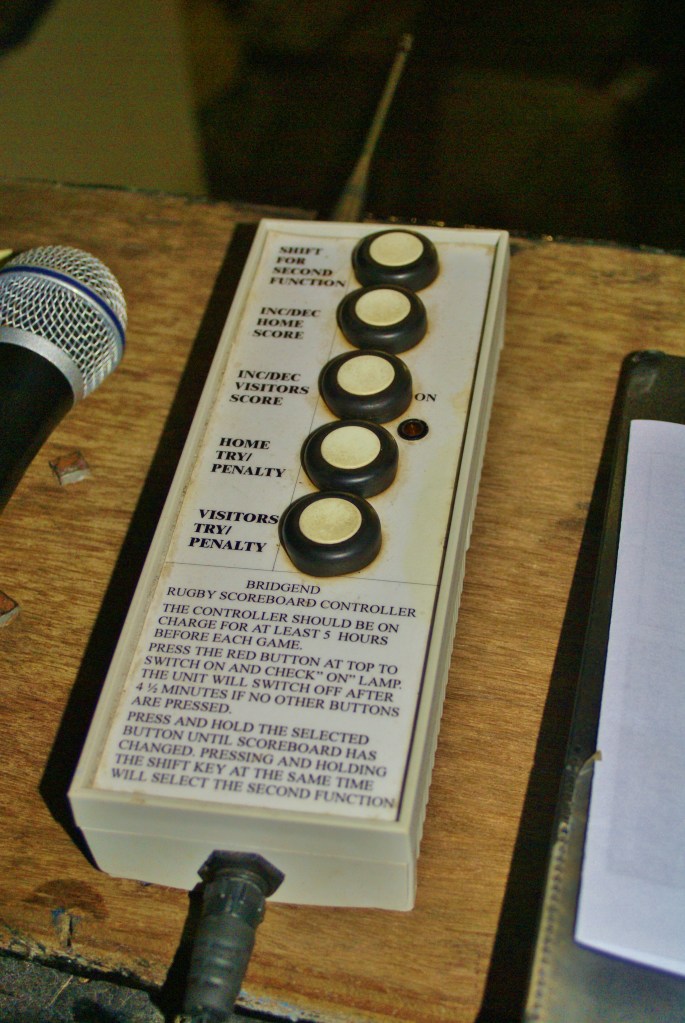 SHIFT
FOR
SECOND
FUNCTION
INC/DEC
HOME
SCORE
INC/DEC
VISITORS
SCORE
ON
HOME
TRY/
PENALTY
VISITORS
TRY/
PENALTY
BRIDGEND
RUGBY SCOREBOARD CONTROLLER
THE CONTROLLER SHOULD BE ON
CHARGE FOR AT LEAST 5 HOURS
BEFORE EACH GAME.
PRESS THE RED BUTTON AT TOP TO
SWITCH ON AND CHECK" ON" LAMP.
THE UNIT WILL SWITCH OFF AFTER
4 ½ MINUTES IF NO OTHER BUTTONS
ARE PRESSED.
PRESS AND HOLD THE SELECTED
BUTTON UNTIL SCOREBOARD HAS
CHANGED. PRESSING AND HOLDING
THE SHIFT KEY AT THE SAME TIME
WILL SELECT THE SECOND FUNCTION